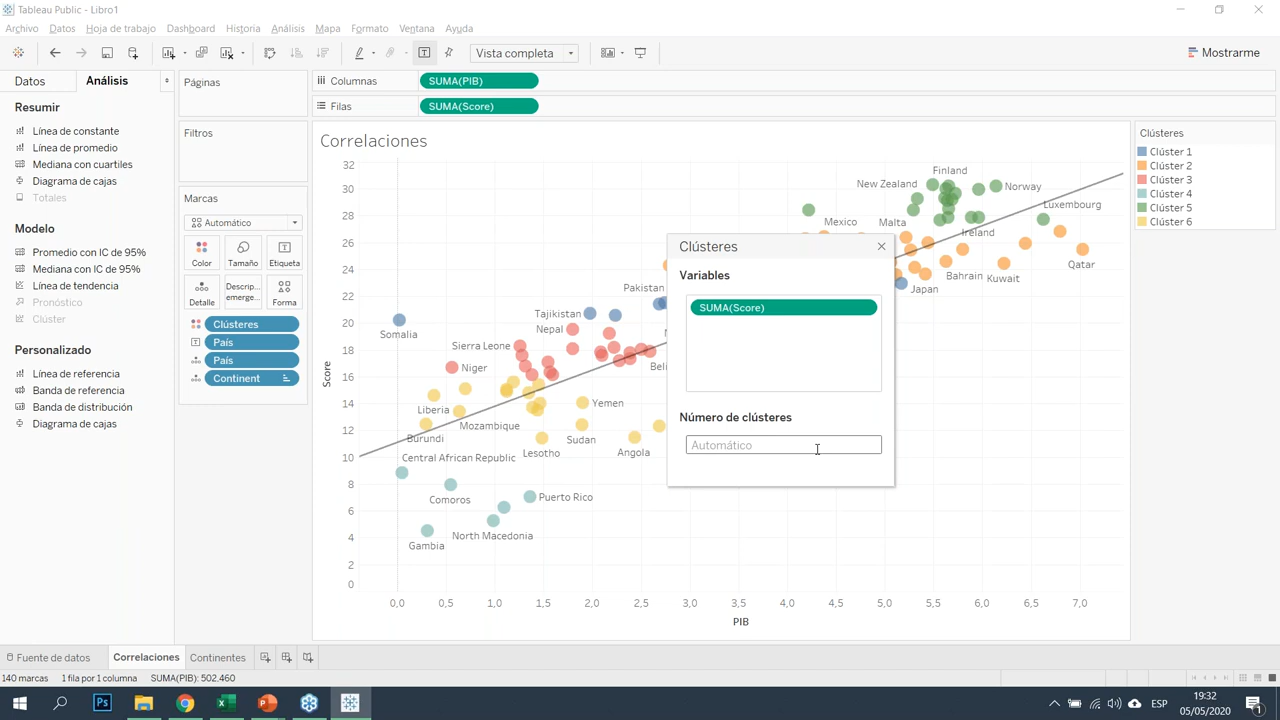 Tableau Public - Libro1
Archivo Datos Hoja de trabajo Dashboard Historia Análisis Mapa Formato Ventana Ayuda
Vista completa
Mostrarme
Datos
Análisis
Resumir
Línea de constante
Línea de promedio
Mediana con cuartiles
Diagrama de cajas
Totales
Modelo
Promedio con IC de 95%
Mediana con IC de 95%
Línea de tendencia
Pronóstico
Clúster
Personalizado
Línea de referencia
Banda de referencia
Banda de distribución
Diagrama de cajas
Páginas
Filtros
Marcas
Automático
Color
Tamaño
Etiqueta
Detalle
Descrip..
emerge..
Forma
Clústeres
País
País
Continent
Columnas
SUMA(PIB)
Filas
SUMA(Score)
Correlaciones
Score
32
30
28
26
24
22
20
18
16
14
12
10
8
6
4
2
0
0,0
0,5
1,0
1,5
2,0
2,5
3,0
3,5
4,0
4,5
5,0
5,5
6,0
6,5
7,0
PIB
Finland
New Zealand
Norway
Luxembourg
Mexico
Malta
Ireland
Qatar
Bahrain
Kuwait
Japan
Pakistan
Tajikistan
Somalia
Nepal
Sierra Leone
Niger
Beli
Liberia
Yemen
Mozambique
Burundi
Sudan
Lesotho
Angola
Central African Republic
Comoros
Puerto Rico
North Macedonia
Gambia
Clústeres
Variables
SUMA(Score)
Número de clústeres
Automático
Clústeres
Clúster 1
Clúster 2
Clúster 3
Clúster 4
Clúster 5
Clúster 6
Fuente de datos
Correlaciones
Continentes
140 marcas
1 fila por 1 columna
SUMA(PIB): 502.460
ESP
19:32
05/05/2020
1